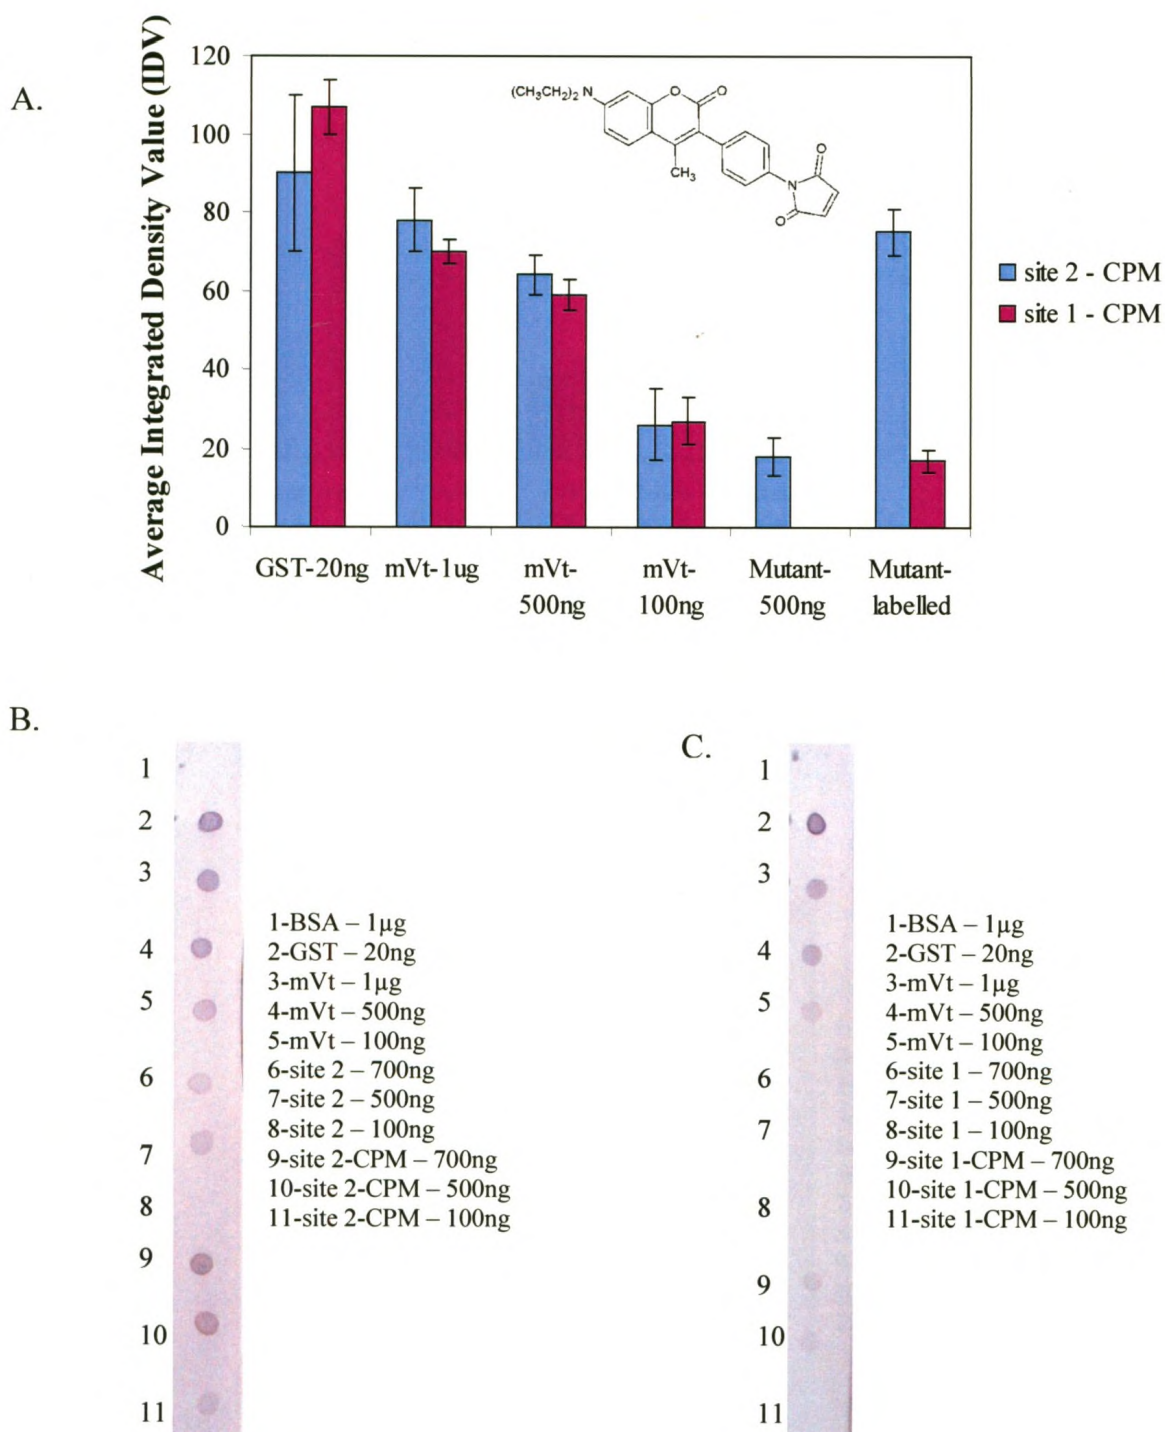 A.
Average Integrated Density Value (IDV)
120
100
80
60
40
20
0
(CH₃CH₂)₂ N
O
O
CH₃
N
O
O
site 2 - CPM
site 1 - CPM
GST-20ng
mVt-1ug
mVt-
500ng
mVt-
100ng
Mutant-
500ng
Mutant-
labelled
B.
1
2
3
4
5
6
7
8
9
10
11
1-BSA – 1μg
2-GST – 20ng
3-mVt – 1μg
4-mVt – 500ng
5-mVt – 100ng
6-site 2 – 700ng
7-site 2 – 500ng
8-site 2 – 100ng
9-site 2-CPM – 700ng
10-site 2-CPM – 500ng
11-site 2-CPM – 100ng
C.
1
2
3
4
5
6
7
8
9
10
11
1-BSA – 1μg
2-GST – 20ng
3-mVt – 1μg
4-mVt – 500ng
5-mVt – 100ng
6-site 1 – 700ng
7-site 1 – 500ng
8-site 1 – 100ng
9-site 1-CPM – 700ng
10-site 1-CPM – 500ng
11-site 1-CPM – 100ng